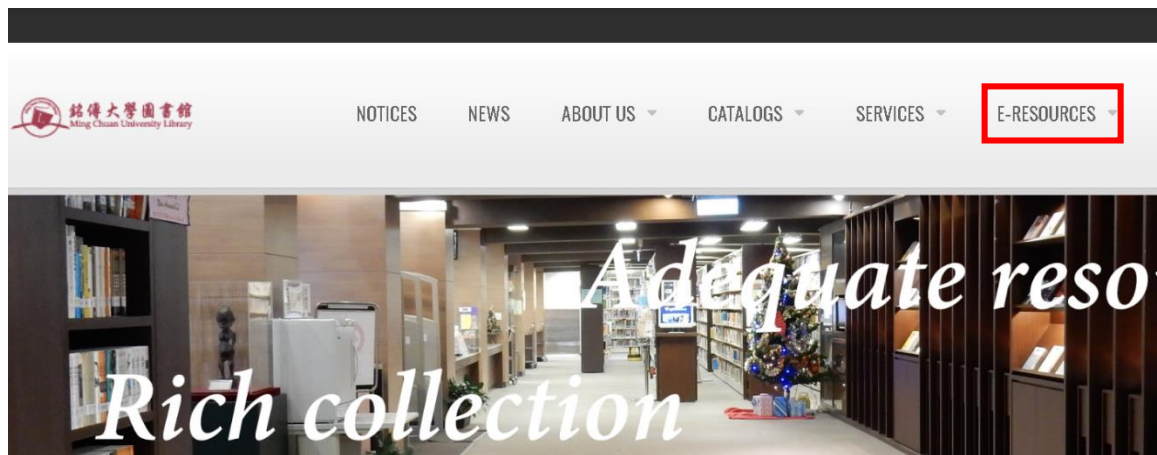 銘傳大學圖書館
Ming Chuan University Library
NOTICES NEWS ABOUT US CATALOGS SERVICES E-RESOURCES
Adequate reso
Rich collection